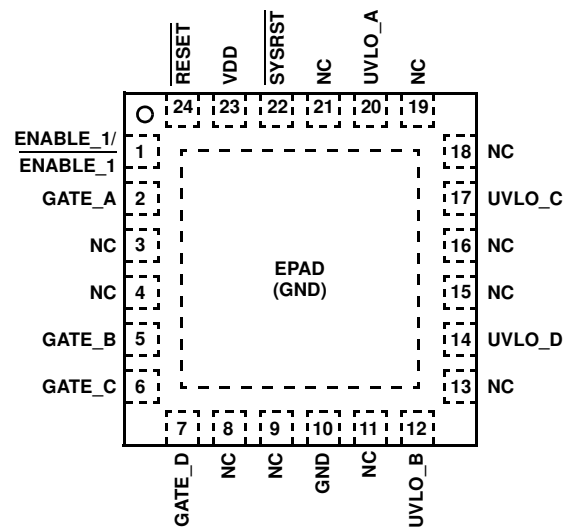 RESET
VDD
SYSRST
NC
UVLO_A
NC
24
23
22
21
20
19
ENABLE_1/
ENABLE_1
1
GATE_A
2
NC
3
NC
4
GATE_B
5
GATE_C
6
EPAD
(GND)
18
NC
17
UVLO_C
16
NC
15
NC
14
UVLO_D
13
NC
7
8
9
10
11
12
GATE_D
NC
NC
GND
NC
UVLO_B